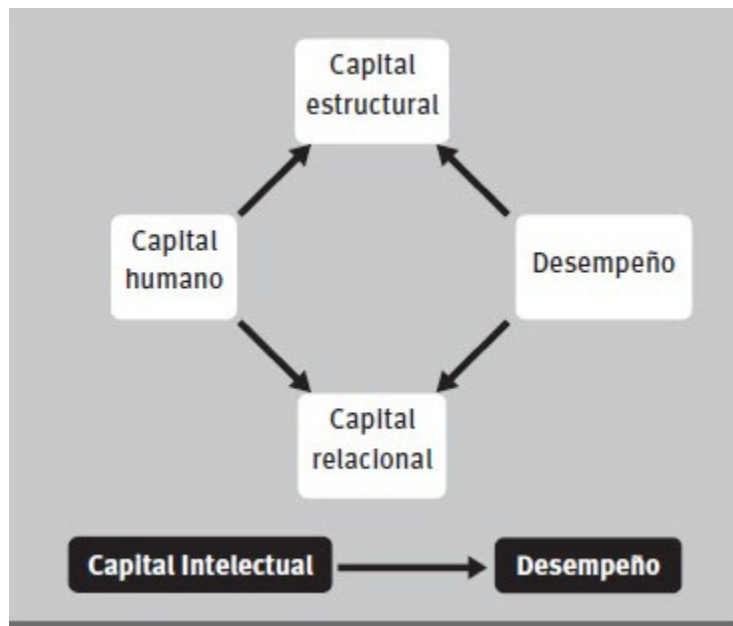 Capital
estructural
Capital
humano
Desempeño
Capital
relacional
Capital Intelectual
Desempeño